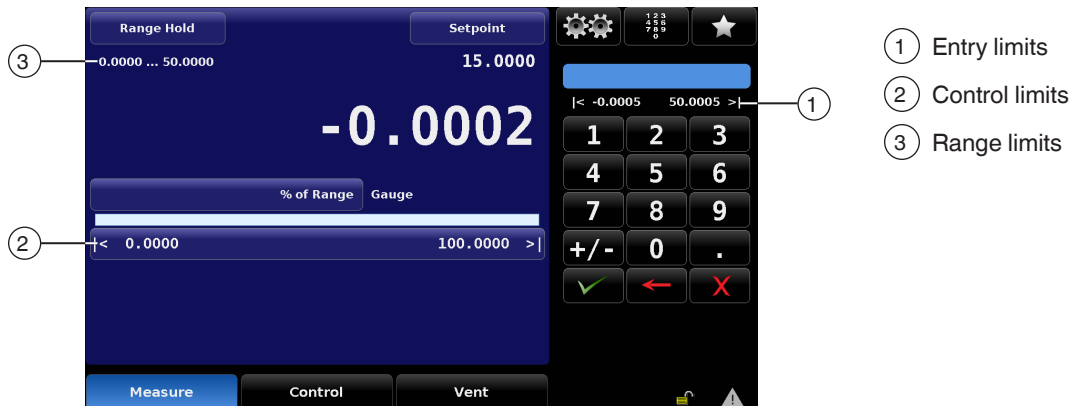 Range Hold
Setpoint
0.0000 ... 50.0000
15.0000
-0.0002
% of Range
Gauge
|< 0.0000
100.0000 >|
Measure
Control
Vent
1 2 3
4 5 6
7 8 9
0
|< -0.0005
50.0005 >|
1 2 3
4 5 6
7 8 9
+/- 0 .
X
3
2
1
1 Entry limits
2 Control limits
3 Range limits